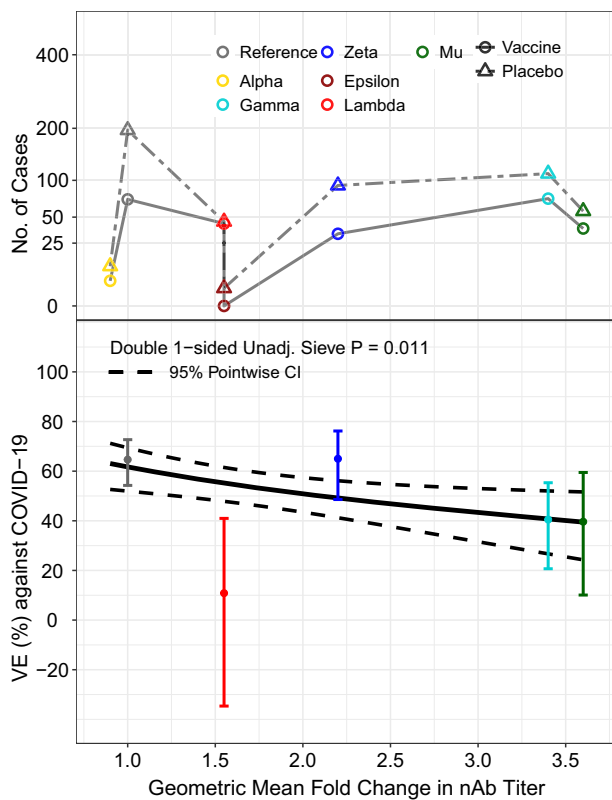 No. of Cases
400
200
100
50
25
0
Reference Zeta Mu Vaccine
Alpha Epsilon Placebo
Gamma Lambda
VE (%) against COVID−19
Double 1−sided Unadj. Sieve P = 0.011
95% Pointwise CI
100
80
60
40
20
0
−20
1.0 1.5 2.0 2.5 3.0 3.5
Geometric Mean Fold Change in nAb Titer